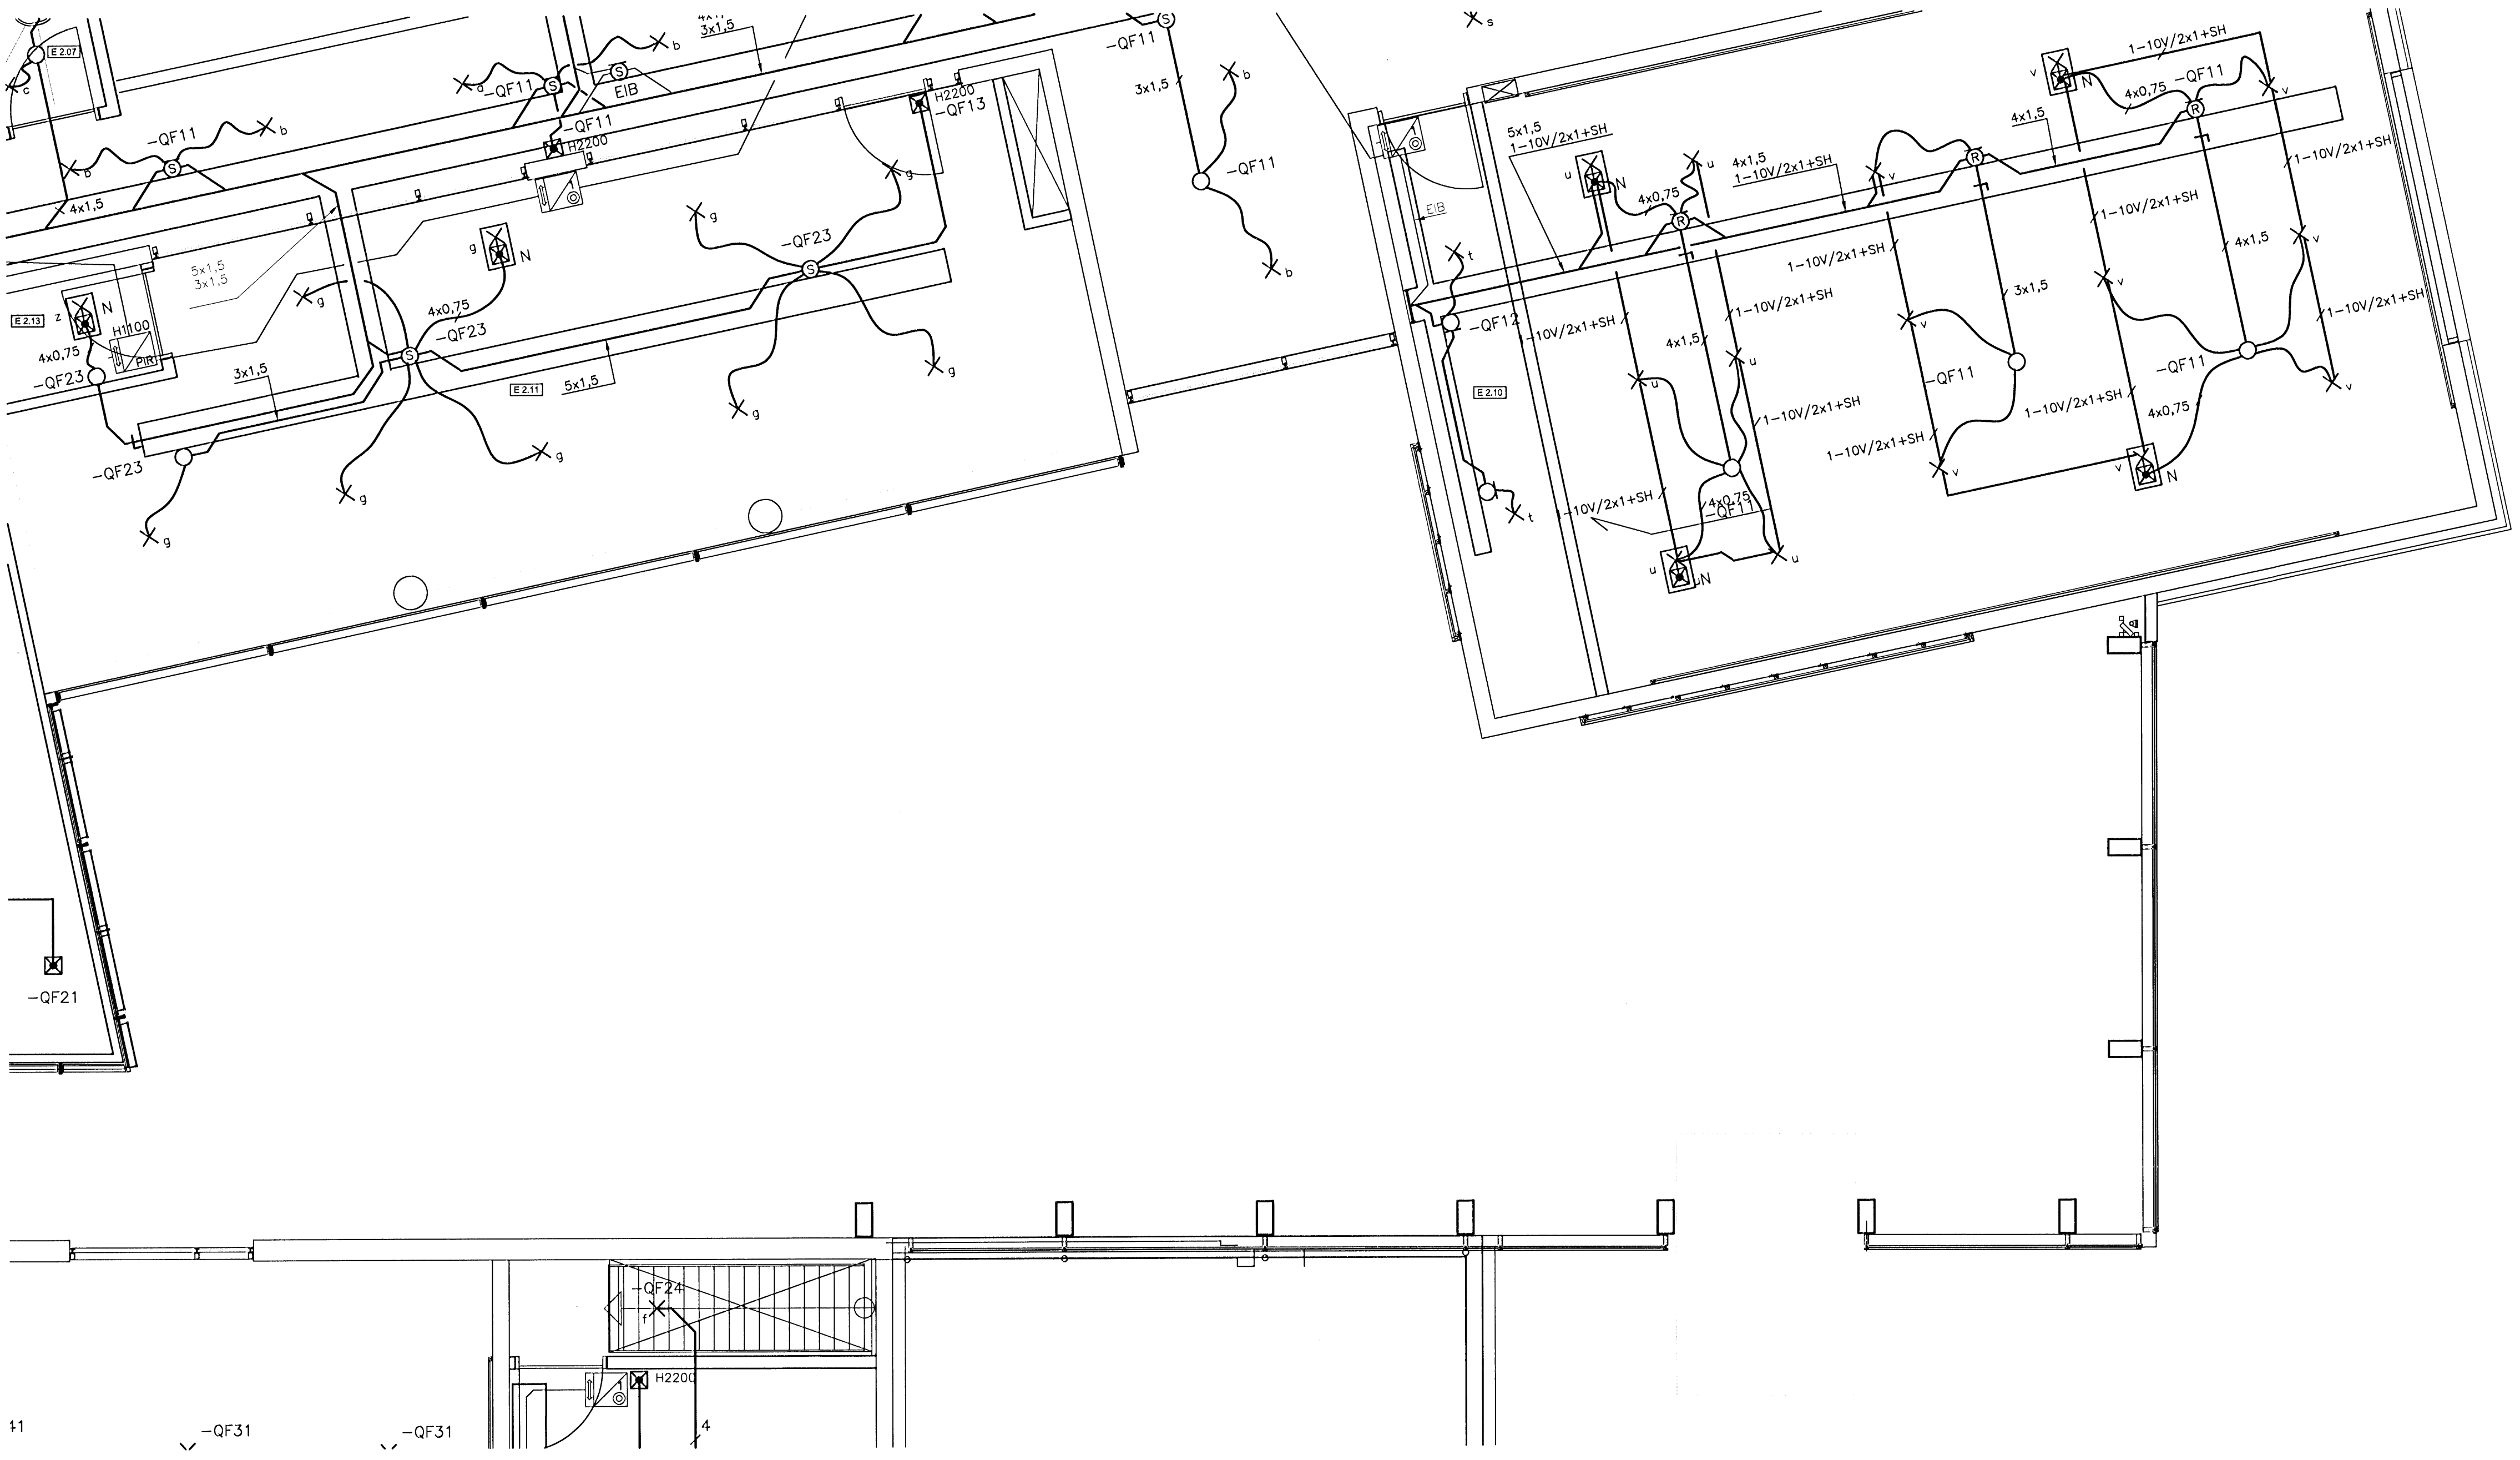 E 2.07
c
b
-QF11
b
d
-QF11
b
S
EIB
4x1,
3x1,5
S
-QF11
s
3x1,5
b
-QF11
b
-QF11
H2200
H2200
-QF13
S
b
4x1,5
5x1,5
3x1,5
g
N
g
g
-QF23
S
g
g
g
4x0,75
-QF23
S
g
g
E 2.13
z
N
H1100
PIR
4x0,75
-QF23
3x1,5
E 2.11
5x1,5
-QF23
g
EIB
5x1,5
1-10V/2x1+SH
u
N
4x0,75
u
R
4x1,5
1-10V/2x1+SH
v
R
4x1,5
v
N
1-10V/2x1+SH
4x0,75
-QF11
v
R
1-10V/2x1+SH
1-10V/2x1+SH
1-10V/2x1+SH
4x1,5
v
t
-QF12
1-10V/2x1+SH
4x1,5
1-10V/2x1+SH
3x1,5
v
v
-QF11
1-10V/2x1+SH
E 2.10
u
u
1-10V/2x1+SH
-QF11
1-10V/2x1+SH
4x0,75
v
t
1-10V/2x1+SH
4x0,75
-QF11
1-10V/2x1+SH
v
v
N
u
uN
u
-QF21
-QF24
f
1
H2200
4
41
-QF31
-QF31